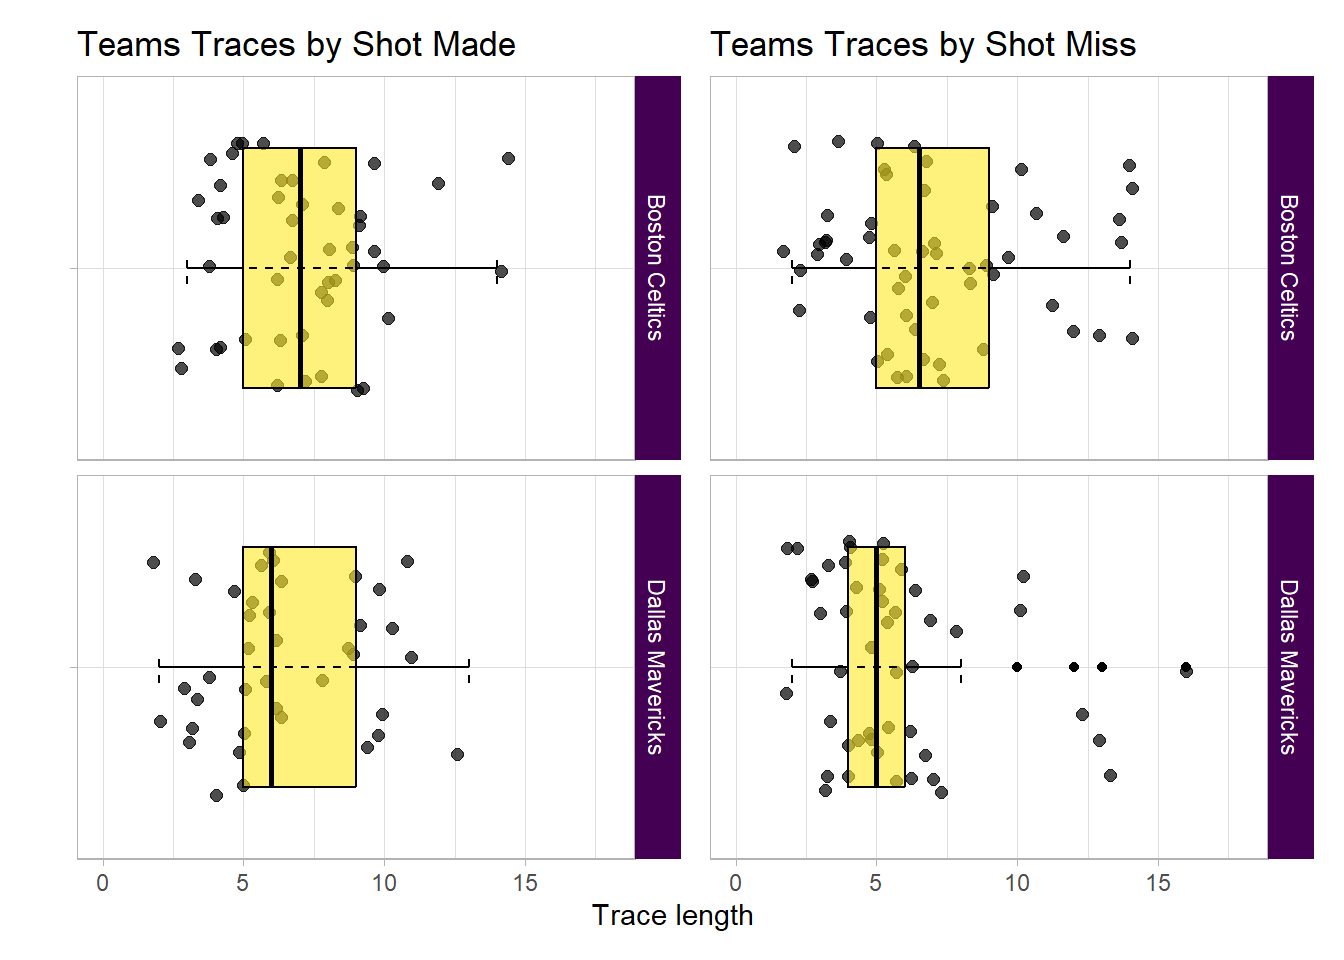 Teams Traces by Shot Made
Teams Traces by Shot Miss
Boston Celtics
Boston Celtics
Dallas Mavericks
Dallas Mavericks
0 5 10 15
0 5 10 15
Trace length